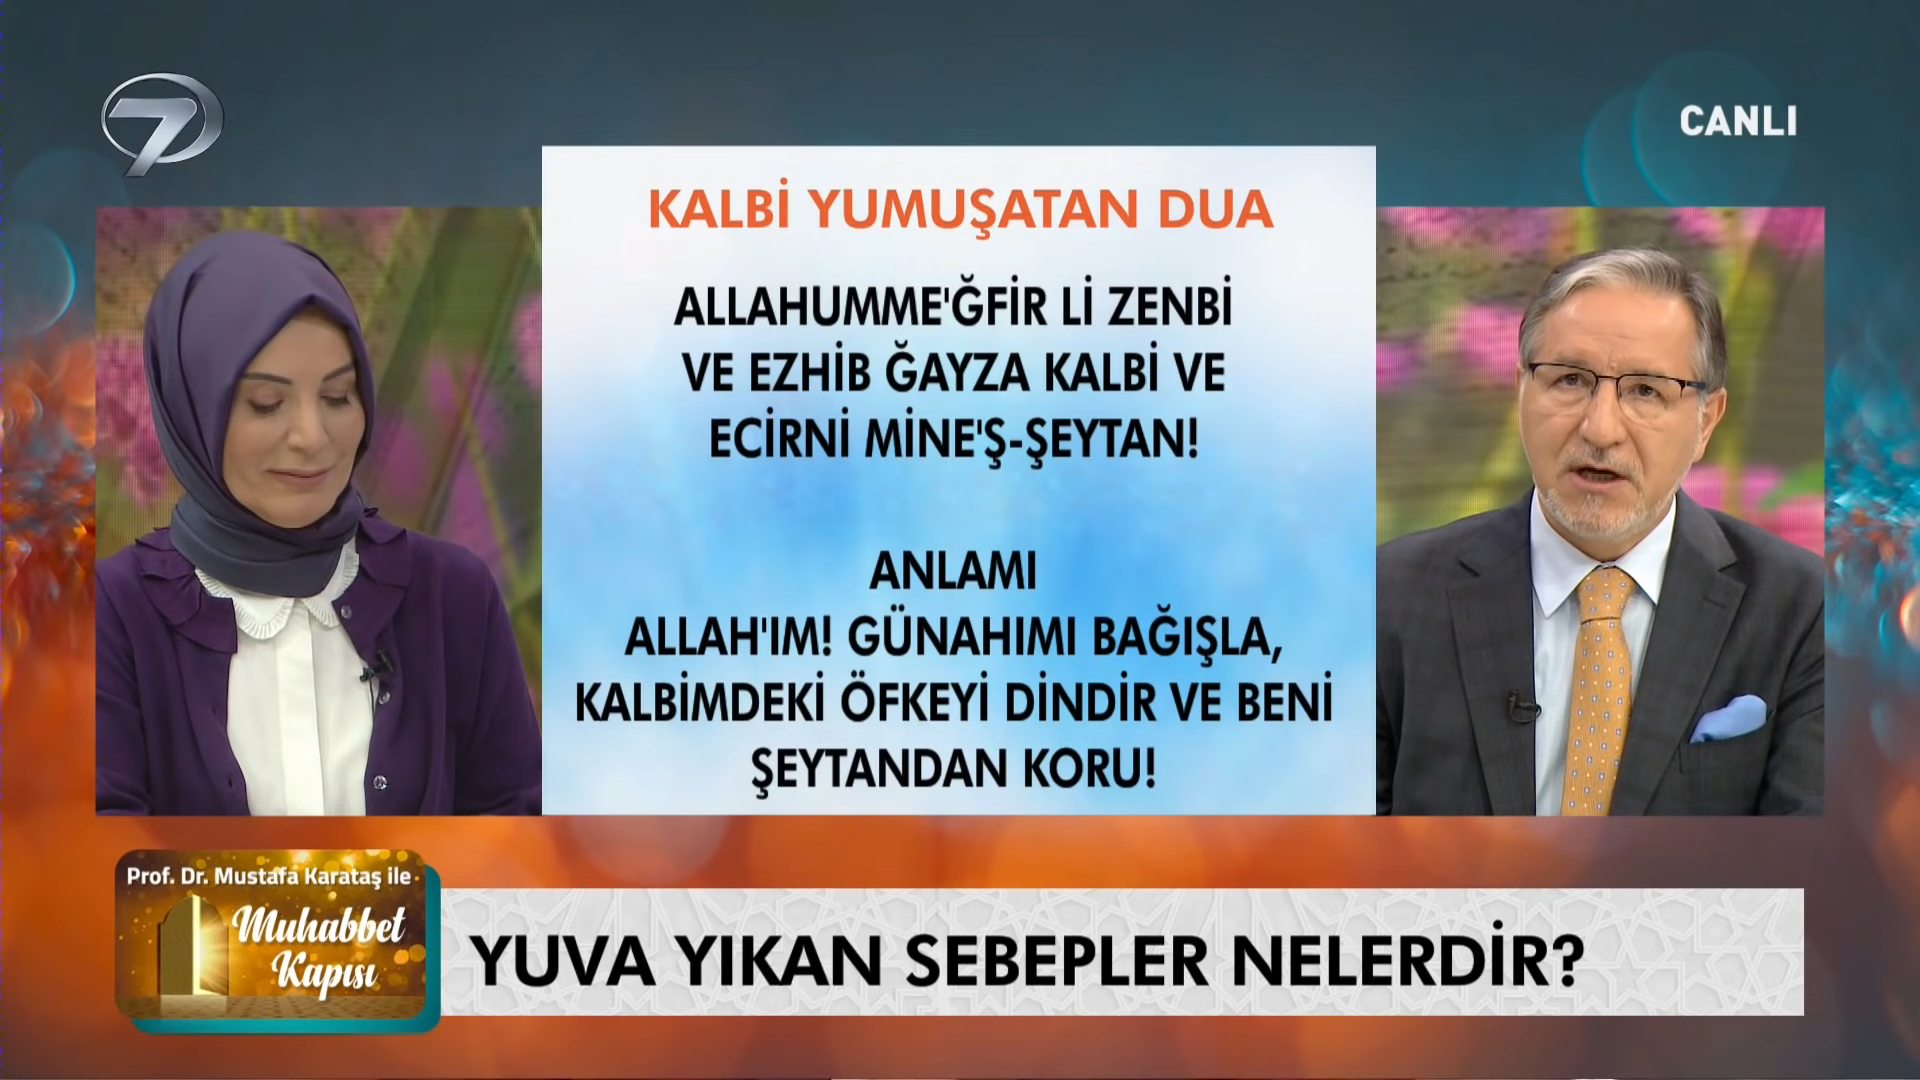 7
CANLI
KALBİ YUMUŞATAN DUA
ALLAHUMME'ĞFİR Lİ ZENBİ
VE EZHİB ĞAYZA KALBİ VE
ECİRNİ MİNE'Ş-ŞEYTAN!
ANLAMI
ALLAH'IM! GÜNAHIMI BAĞIŞLA,
KALBİMDEKİ ÖFKEYİ DİNDİR VE BENİ
ŞEYTANDAN KORU!
Prof. Dr. Mustafa Karataş ile
Muhabbet
Kapısı
YUVA YIKAN SEBEPLER NELERDİR?